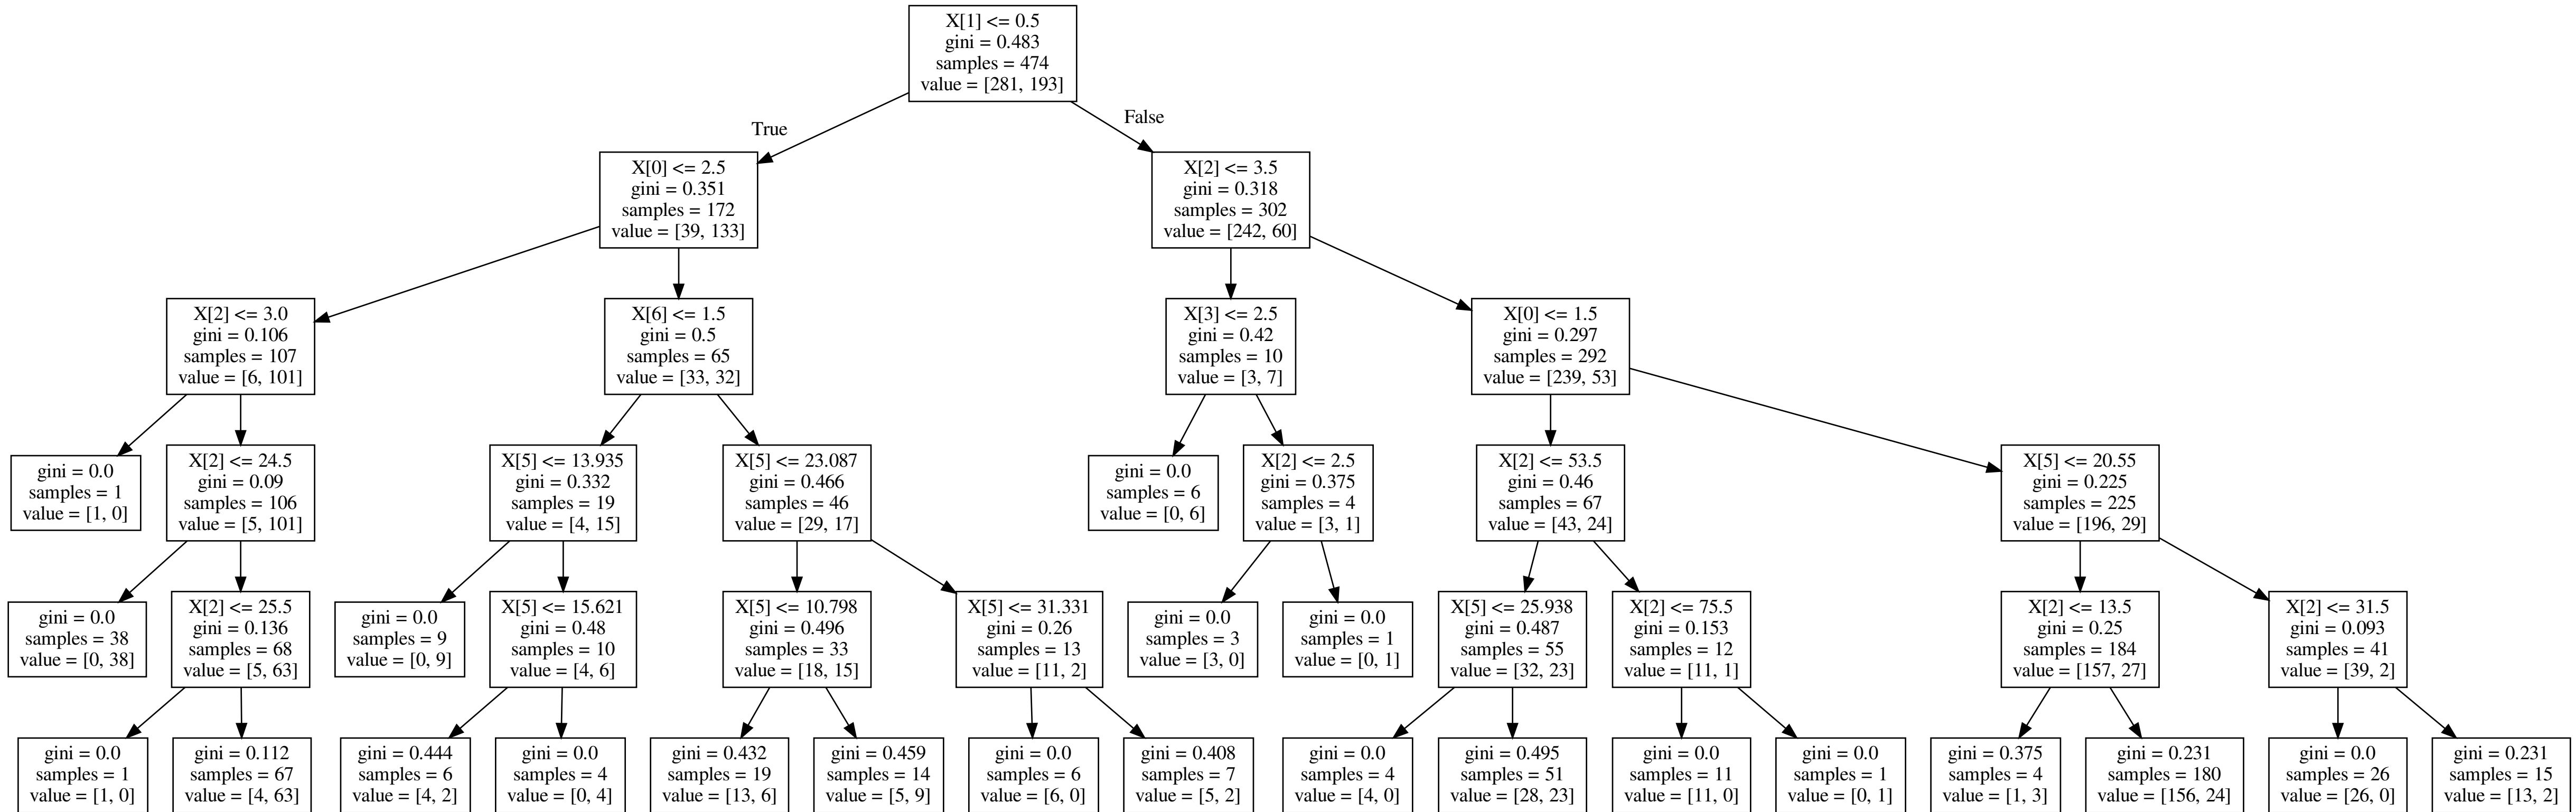 X[1] <= 0.5
gini = 0.483
samples = 474
value = [281, 193]
True
False
X[0] <= 2.5
gini = 0.351
samples = 172
value = [39, 133]
X[2] <= 3.5
gini = 0.318
samples = 302
value = [242, 60]
X[2] <= 3.0
gini = 0.106
samples = 107
value = [6, 101]
X[6] <= 1.5
gini = 0.5
samples = 65
value = [33, 32]
X[3] <= 2.5
gini = 0.42
samples = 10
value = [3, 7]
X[0] <= 1.5
gini = 0.297
samples = 292
value = [239, 53]
gini = 0.0
samples = 1
value = [1, 0]
X[2] <= 24.5
gini = 0.09
samples = 106
value = [5, 101]
X[5] <= 13.935
gini = 0.332
samples = 19
value = [4, 15]
X[5] <= 23.087
gini = 0.466
samples = 46
value = [29, 17]
gini = 0.0
samples = 6
value = [0, 6]
X[2] <= 2.5
gini = 0.375
samples = 4
value = [3, 1]
X[2] <= 53.5
gini = 0.46
samples = 67
value = [43, 24]
X[5] <= 20.55
gini = 0.225
samples = 225
value = [196, 29]
gini = 0.0
samples = 38
value = [0, 38]
X[2] <= 25.5
gini = 0.136
samples = 68
value = [5, 63]
gini = 0.0
samples = 9
value = [0, 9]
X[5] <= 15.621
gini = 0.48
samples = 10
value = [4, 6]
X[5] <= 10.798
gini = 0.496
samples = 33
value = [18, 15]
X[5] <= 31.331
gini = 0.26
samples = 13
value = [11, 2]
gini = 0.0
samples = 3
value = [3, 0]
gini = 0.0
samples = 1
value = [0, 1]
X[5] <= 25.938
gini = 0.487
samples = 55
value = [32, 23]
X[2] <= 75.5
gini = 0.153
samples = 12
value = [11, 1]
X[2] <= 13.5
gini = 0.25
samples = 184
value = [157, 27]
X[2] <= 31.5
gini = 0.093
samples = 41
value = [39, 2]
gini = 0.0
samples = 1
value = [1, 0]
gini = 0.112
samples = 67
value = [4, 63]
gini = 0.444
samples = 6
value = [4, 2]
gini = 0.0
samples = 4
value = [0, 4]
gini = 0.432
samples = 19
value = [13, 6]
gini = 0.459
samples = 14
value = [5, 9]
gini = 0.0
samples = 6
value = [6, 0]
gini = 0.408
samples = 7
value = [5, 2]
gini = 0.0
samples = 4
value = [4, 0]
gini = 0.495
samples = 51
value = [28, 23]
gini = 0.0
samples = 11
value = [11, 0]
gini = 0.0
samples = 1
value = [0, 1]
gini = 0.375
samples = 4
value = [1, 3]
gini = 0.231
samples = 180
value = [156, 24]
gini = 0.0
samples = 26
value = [26, 0]
gini = 0.231
samples = 15
value = [13, 2]